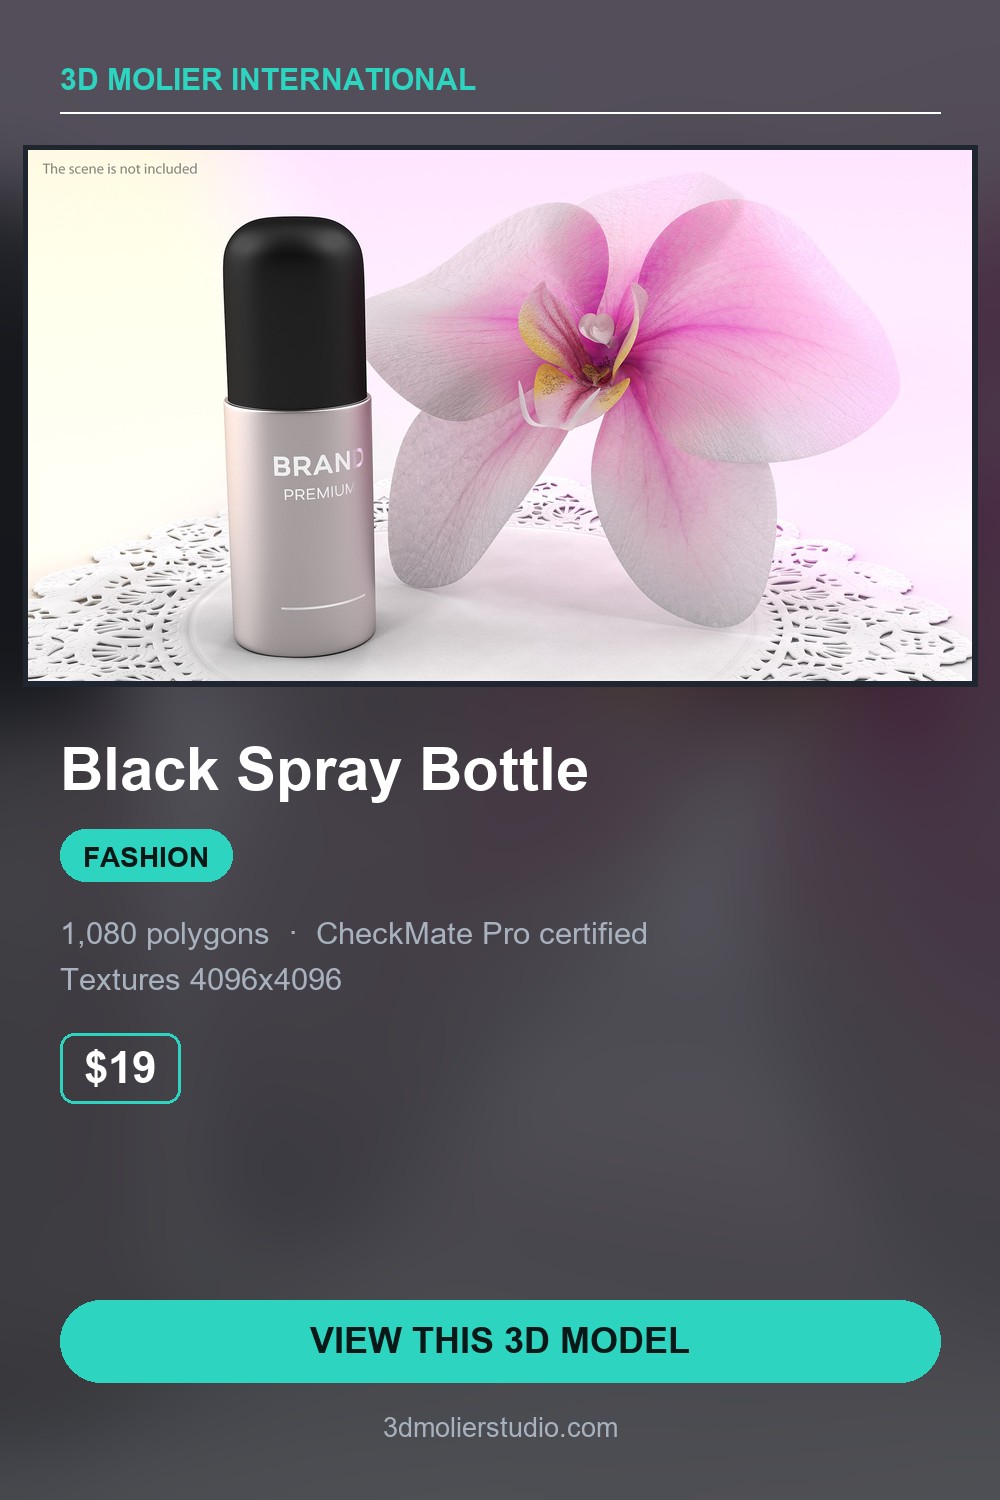 3D MOLIER INTERNATIONAL
The scene is not included
BRAND
PREMIUM
Black Spray Bottle
FASHION
1,080 polygons · CheckMate Pro certified
Textures 4096x4096
$19
VIEW THIS 3D MODEL
3dmolierstudio.com